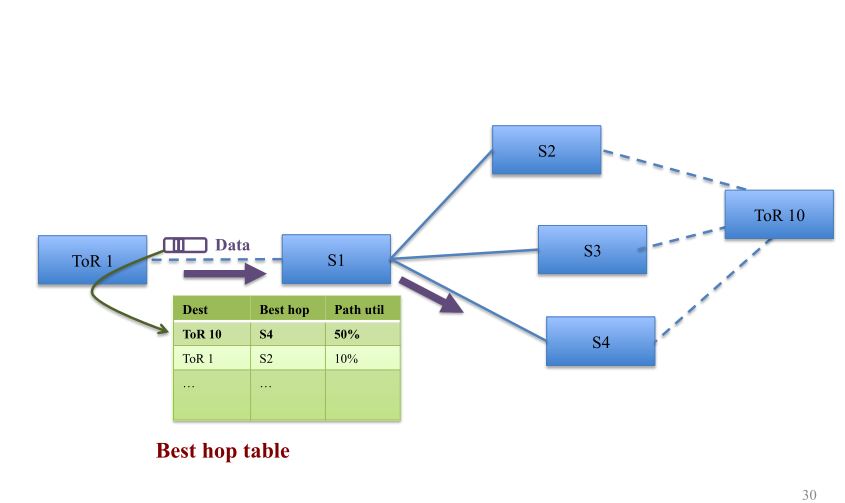 S2
ToR 10
Data
ToR 1
S1
S3
Dest Best hop Path util
ToR 10 S4 50%
ToR 1 S2 10%
… …
S4
Best hop table
30